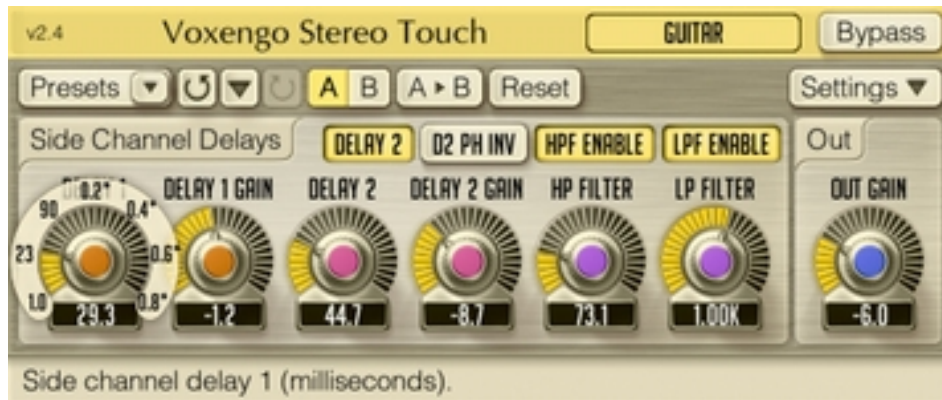 v2.4 Voxengo Stereo Touch GUITAR Bypass
Presets A B A ▸ B Reset Settings
Side Channel Delays DELAY 2 D2 PH INV HPF ENABLE LPF ENABLE Out
DELAY 1 GAIN DELAY 2 DELAY 2 GAIN HP FILTER LP FILTER OUT GAIN
0.2*
90 0.4*
23 0.6*
1.0 0.8*
29.3 -1.2 44.7 -8.7 73.1 1.00K -6.0
Side channel delay 1 (milliseconds).